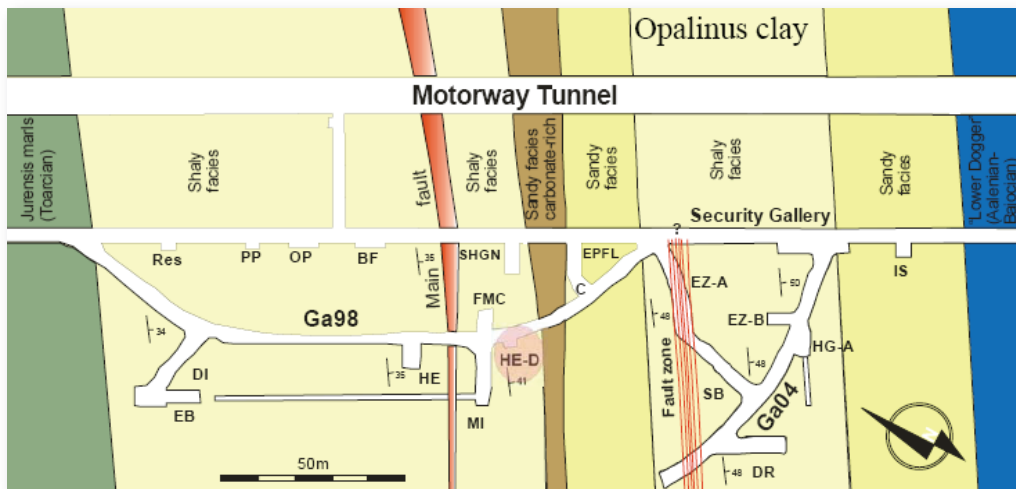 Opalinus clay
Motorway Tunnel
Jurensis marls
(Toarcian)
Shaly
facies
fault
Shaly
facies
Sandy facies
carbonate-rich
Sandy
facies
Shaly
facies
Sandy
facies
"Lower Dogger"
(Aalenian-
Bajocian)
Security Gallery
?
Res
PP
OP
BF
35
Main
SHGN
EPFL
IS
C
EZ-A
50
FMC
Ga98
EZ-B
48
34
HG-A
HE-D
48
DI
35
HE
41
Fault zone
SB
Ga04
EB
MI
N
50m
48
DR